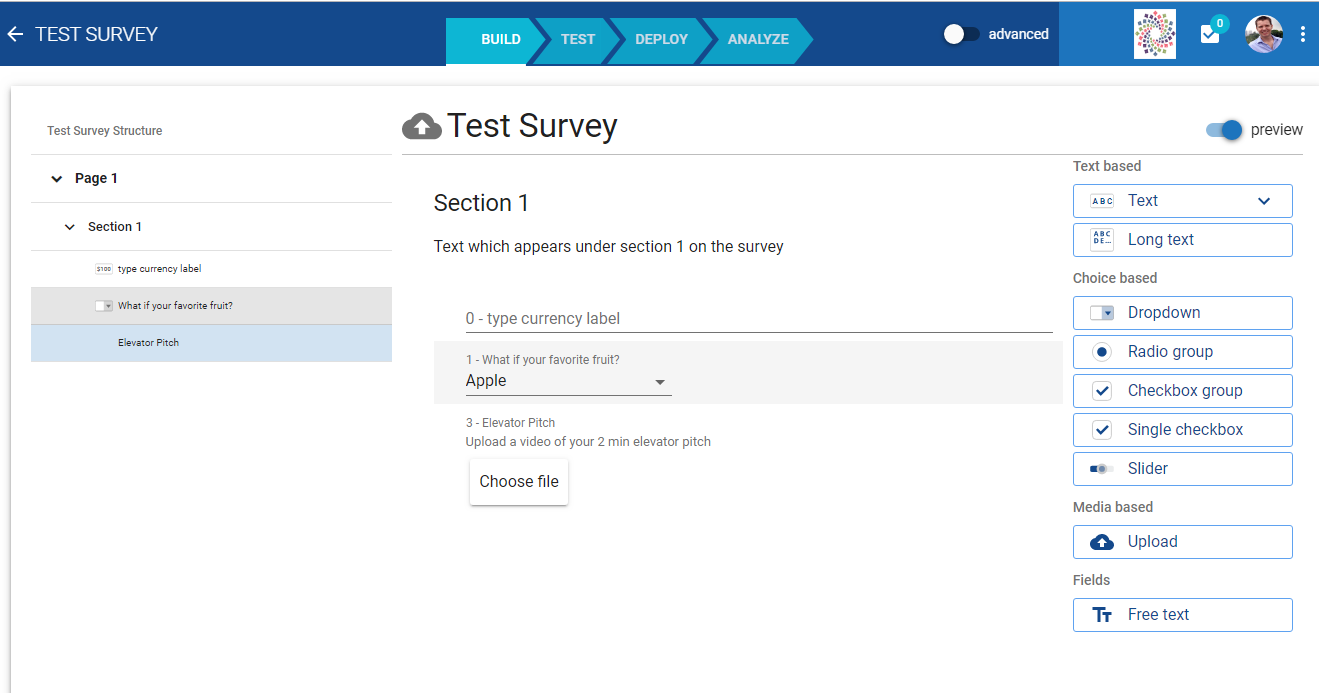 TEST SURVEY
BUILD
TEST
DEPLOY
ANALYZE
advanced
0
Test Survey Structure
Page 1
Section 1
$100 type currency label
What if your favorite fruit?
Elevator Pitch
Test Survey
preview
Section 1
Text which appears under section 1 on the survey
0 - type currency label
1 - What if your favorite fruit?
Apple
3 - Elevator Pitch
Upload a video of your 2 min elevator pitch
Choose file
Text based
ABC Text
ABC
DE...
Long text
Choice based
Dropdown
Radio group
Checkbox group
Single checkbox
Slider
Media based
Upload
Fields
TT Free text